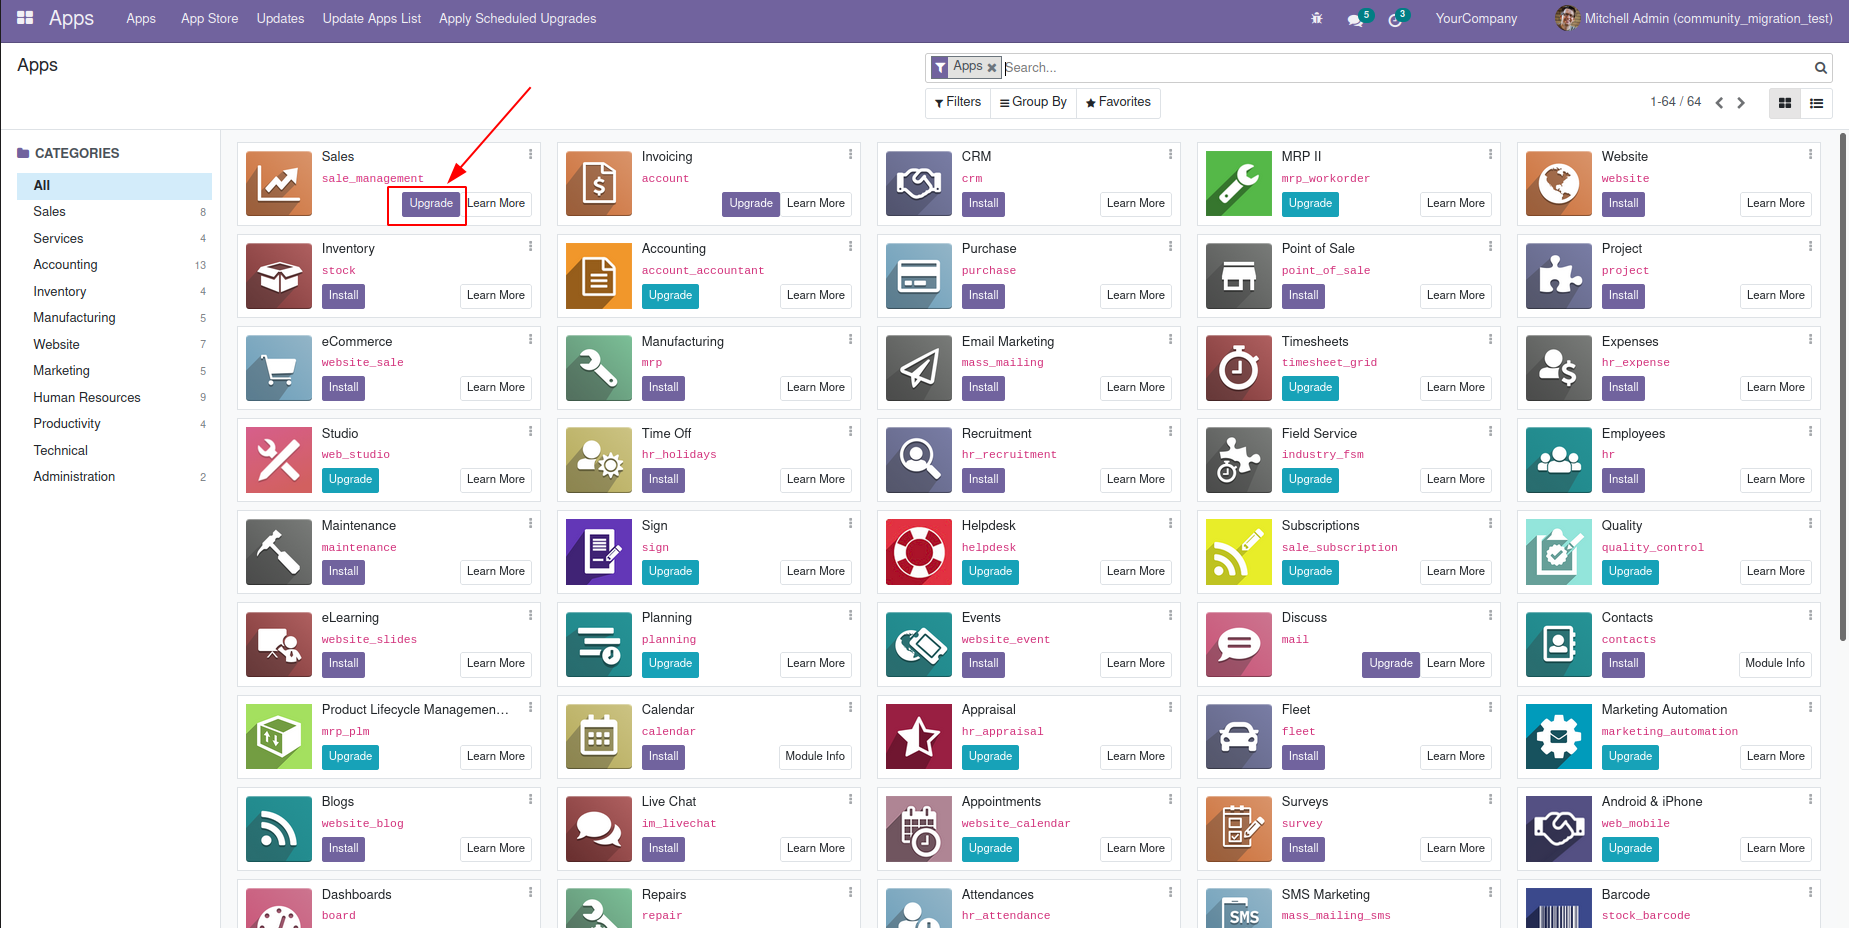 Apps Apps App Store Updates Update Apps List Apply Scheduled Upgrades 5 3 YourCompany Mitchell Admin (community_migration_test)
Apps
Apps Search...
Filters Group By Favorites 1-64 / 64
CATEGORIES
All
Sales 8
Services 4
Accounting 13
Inventory 4
Manufacturing 5
Website 7
Marketing 5
Human Resources 9
Productivity 4
Technical
Administration 2
Sales
sale_management
Upgrade Learn More
Invoicing
account
Upgrade Learn More
CRM
crm
Install Learn More
MRP II
mrp_workorder
Upgrade Learn More
Website
website
Install Learn More
Inventory
stock
Install Learn More
Accounting
account_accountant
Upgrade Learn More
Purchase
purchase
Install Learn More
Point of Sale
point_of_sale
Install Learn More
Project
project
Install Learn More
eCommerce
website_sale
Install Learn More
Manufacturing
mrp
Install Learn More
Email Marketing
mass_mailing
Install Learn More
Timesheets
timesheet_grid
Upgrade Learn More
Expenses
hr_expense
Install Learn More
Studio
web_studio
Upgrade Learn More
Time Off
hr_holidays
Install Learn More
Recruitment
hr_recruitment
Install Learn More
Field Service
industry_fsm
Upgrade Learn More
Employees
hr
Install Learn More
Maintenance
maintenance
Install Learn More
Sign
sign
Upgrade Learn More
Helpdesk
helpdesk
Upgrade Learn More
Subscriptions
sale_subscription
Upgrade Learn More
Quality
quality_control
Upgrade Learn More
eLearning
website_slides
Install Learn More
Planning
planning
Upgrade Learn More
Events
website_event
Install Learn More
Discuss
mail
Upgrade Learn More
Contacts
contacts
Install Module Info
Product Lifecycle Managemen...
mrp_plm
Upgrade Learn More
Calendar
calendar
Install Module Info
Appraisal
hr_appraisal
Upgrade Learn More
Fleet
fleet
Install Learn More
Marketing Automation
marketing_automation
Upgrade Learn More
Blogs
website_blog
Install Learn More
Live Chat
im_livechat
Install Learn More
Appointments
website_calendar
Upgrade Learn More
Surveys
survey
Install Learn More
Android & iPhone
web_mobile
Upgrade Learn More
Dashboards
board
Repairs
repair
Attendances
hr_attendance
SMS
SMS Marketing
mass_mailing_sms
Barcode
stock_barcode